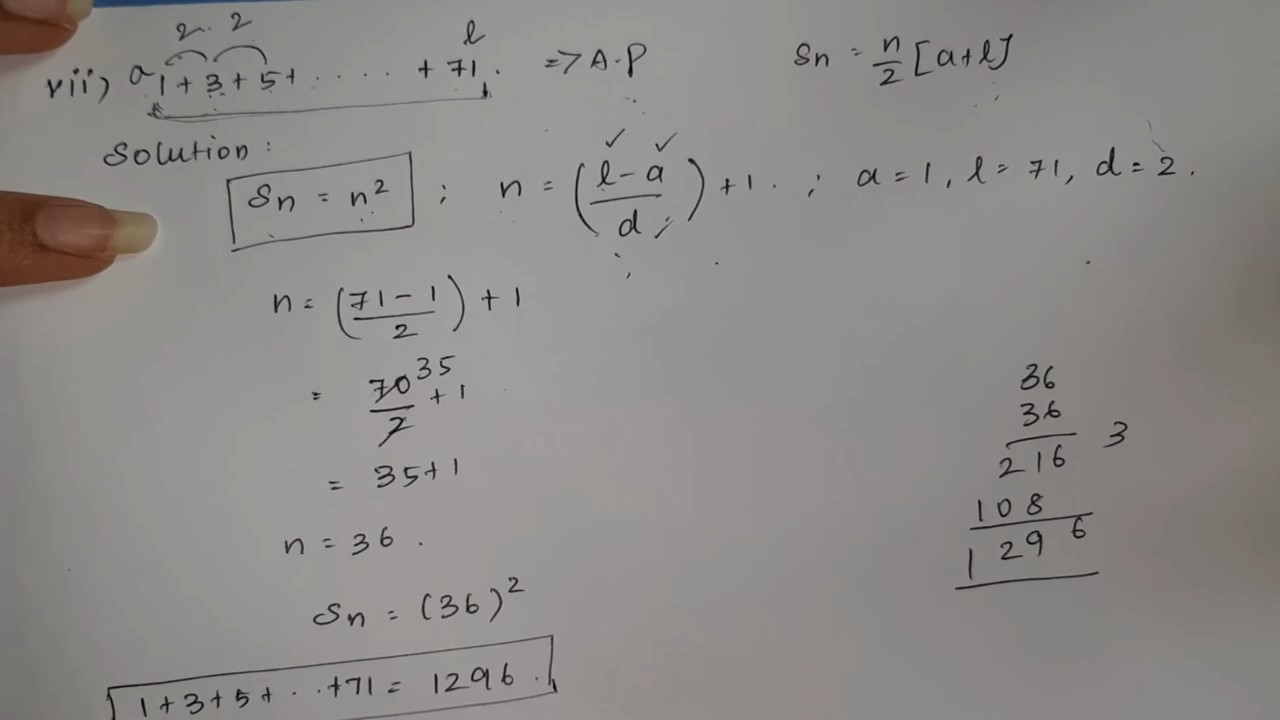 vii) a 1 + 3 + 5 + ..... + 71. => A.P Sn = n/2 [a+l]
2 2 l
Solution:
Sn = n² ; n = (l-a/d) + 1 . ; a = 1, l = 71, d = 2.
✓ ✓ ✓
n = (71 - 1/2) + 1
= 70/2 35 + 1
= 35 + 1
n = 36 .
Sn = (36)²
1 + 3 + 5 + ... + 71 = 1296 .
36
36
216 3
108
1296